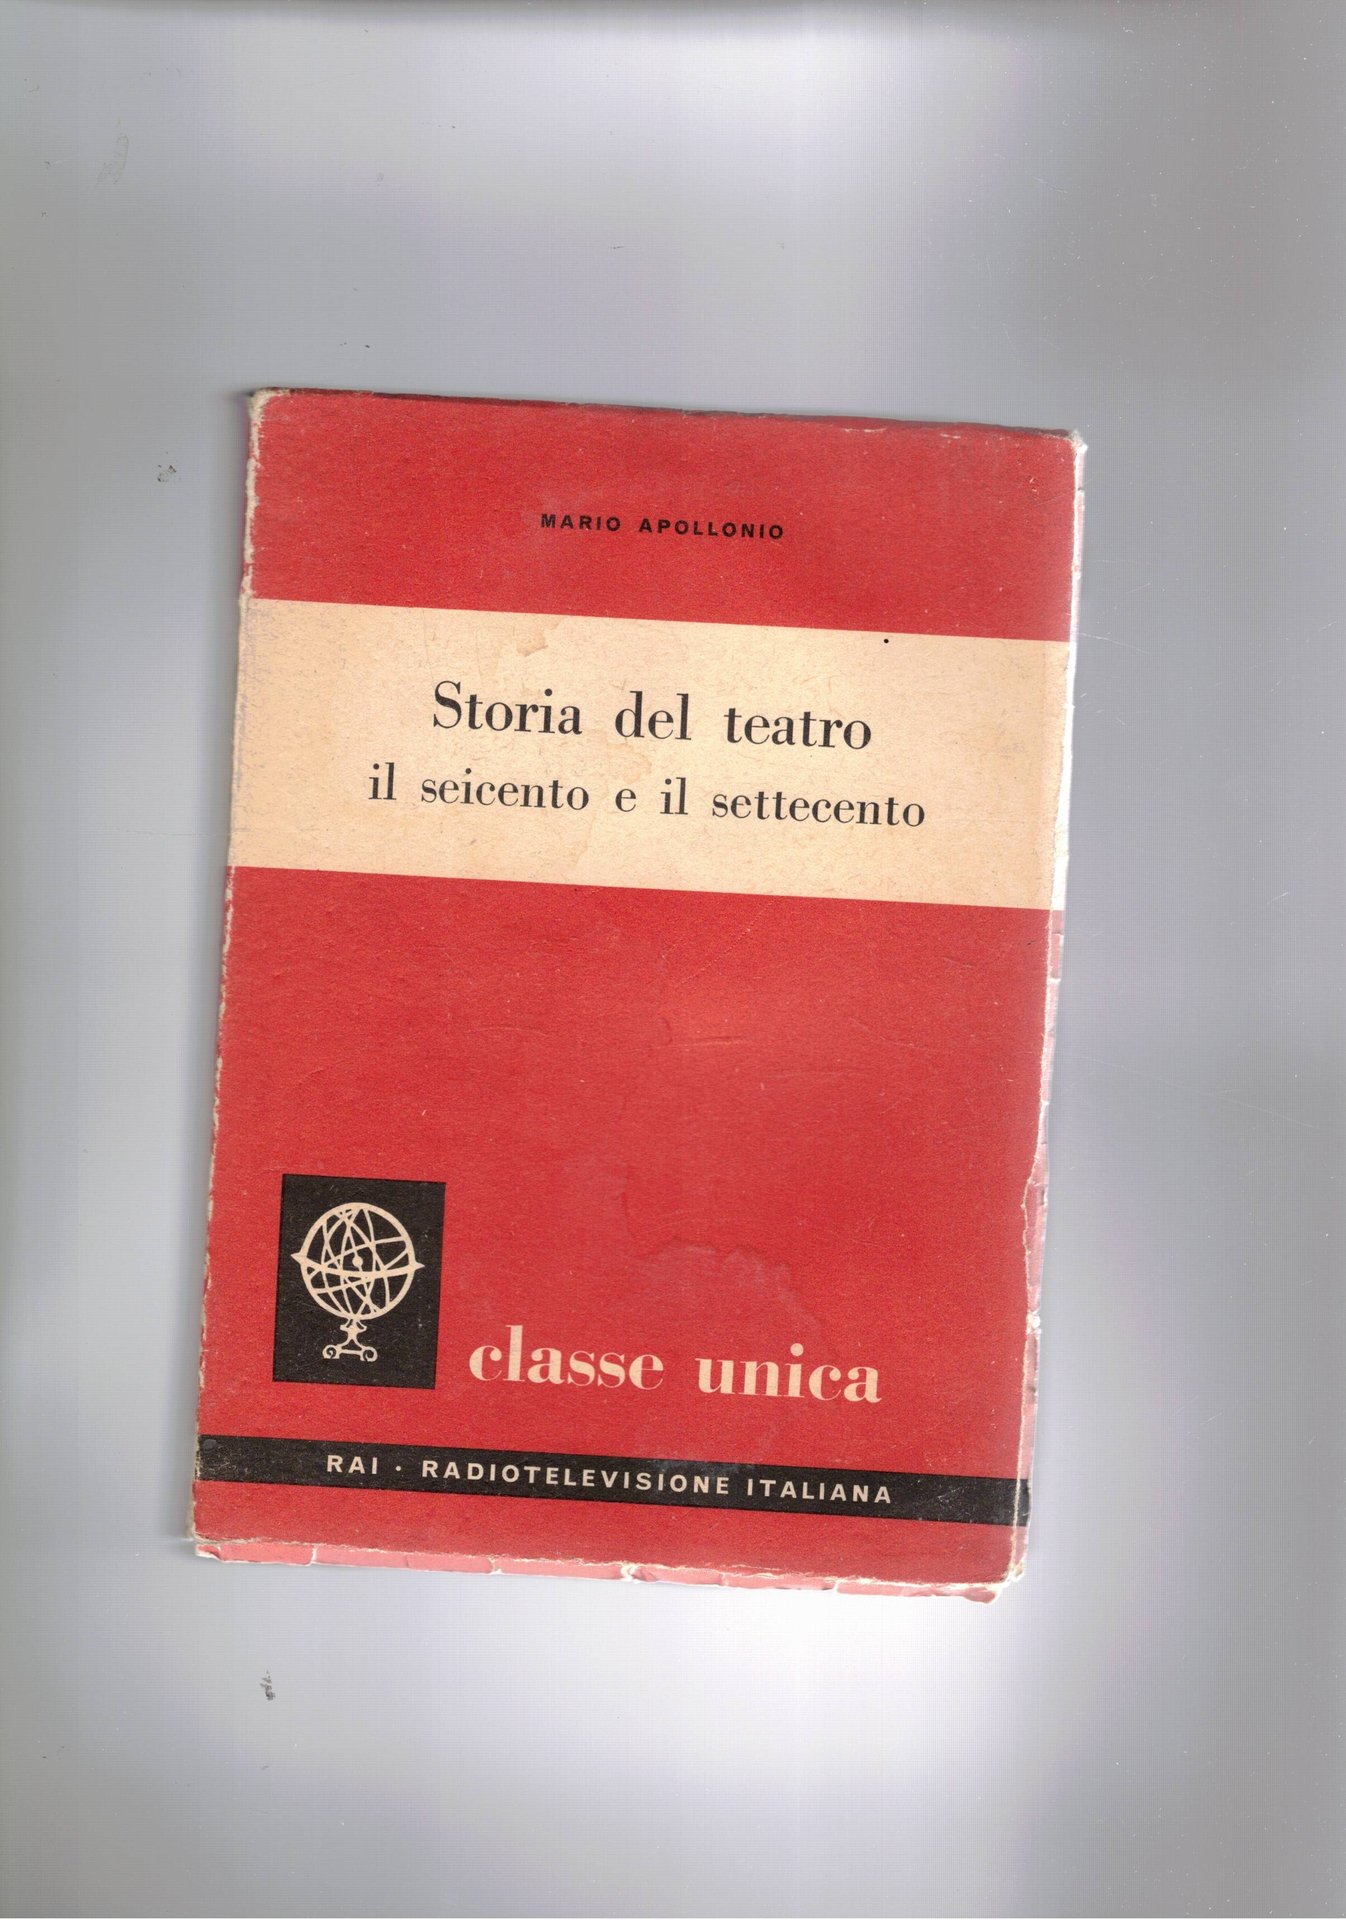 MARIO APOLLONIO
Storia del teatro
il seicento e il settecento
classe unica
RAI · RADIOTELEVISIONE ITALIANA